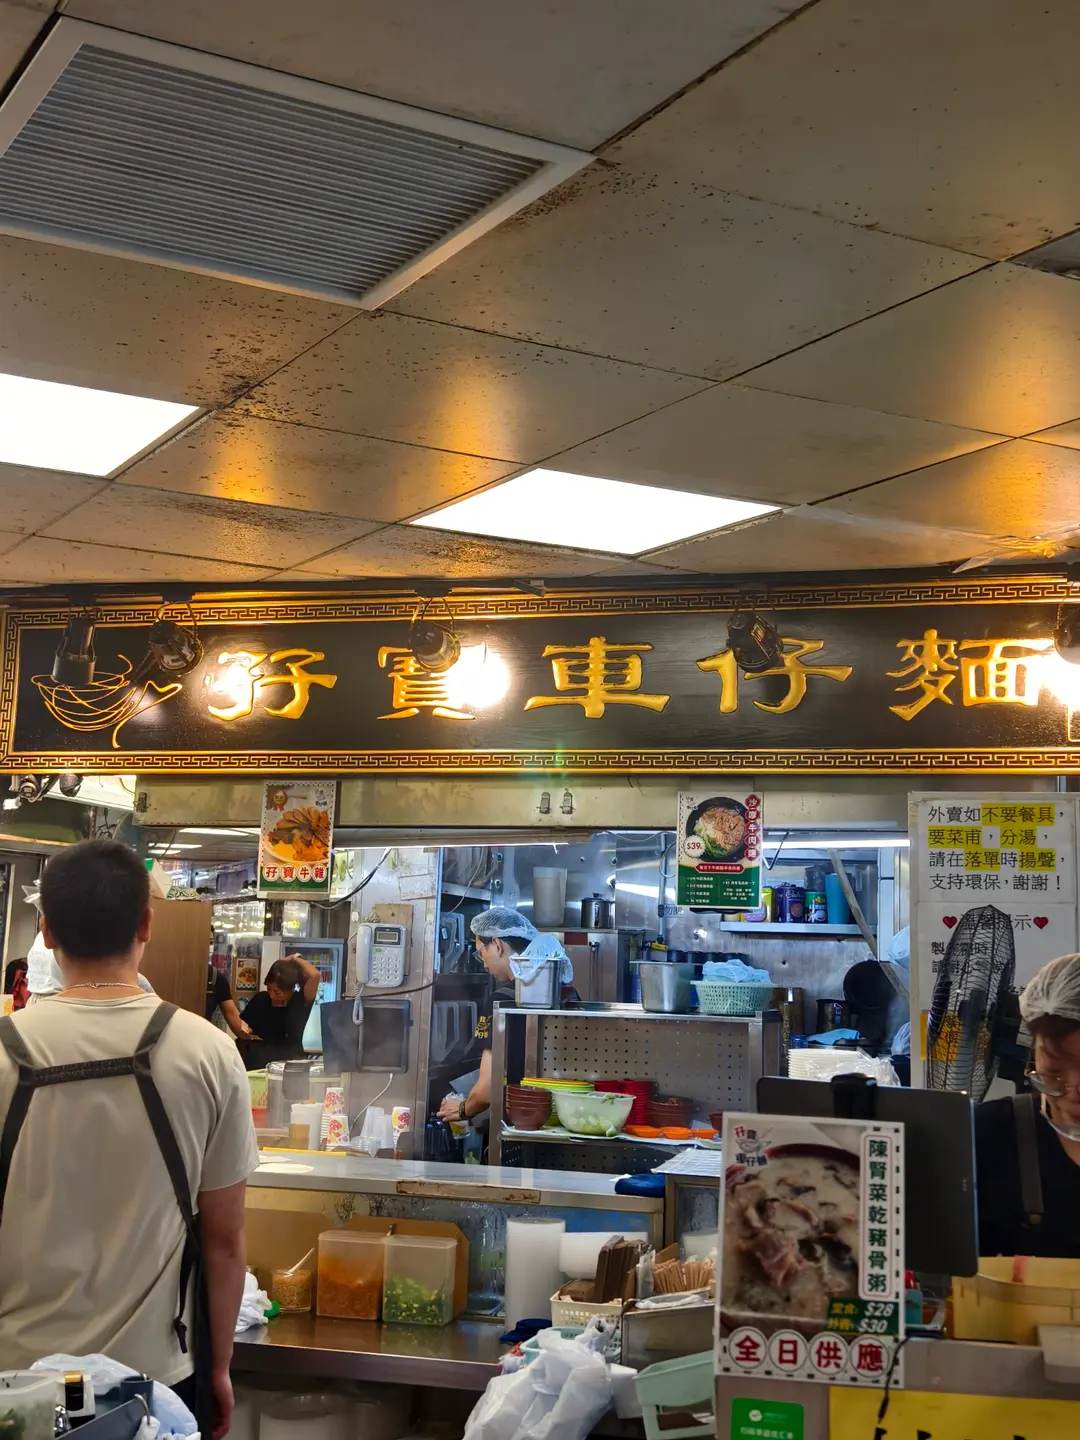 孖寶車仔麵
孖寶牛雜
沙嗲牛肉麵
$39
外賣如不要餐具，
要菜甫，分湯，
請在落單時揚聲，
支持環保，謝謝！
孖寶
車仔麵
陳腎菜乾豬骨粥
堂食: $28
外賣: $30
全日供應